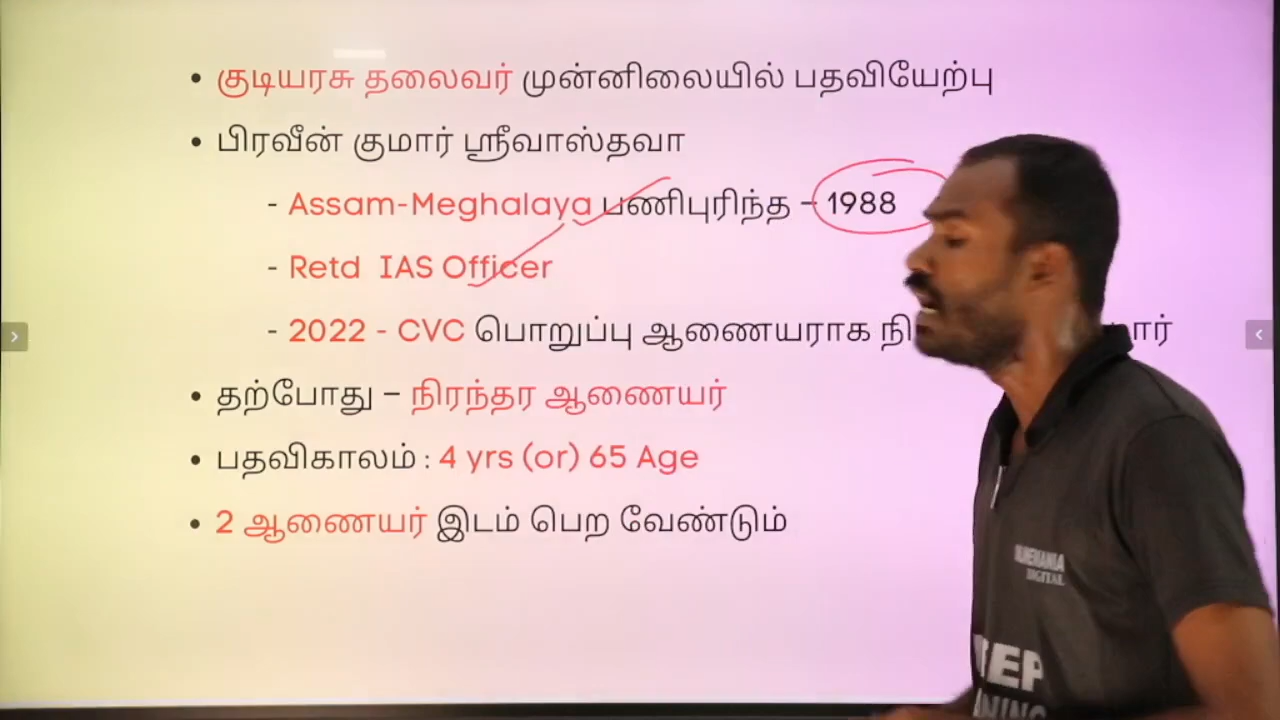 • குடியரசு தலைவர் முன்னிலையில் பதவியேற்பு
• பிரவீன் குமார் ஸ்ரீவாஸ்தவா
- Assam-Meghalaya பணிபுரிந்த – 1988
- Retd IAS Officer
- 2022 - CVC பொறுப்பு ஆணையராக
• தற்போது – நிரந்தர ஆணையர்
• பதவிகாலம் : 4 yrs (or) 65 Age
• 2 ஆணையர் இடம் பெற வேண்டும்
DIGITAL